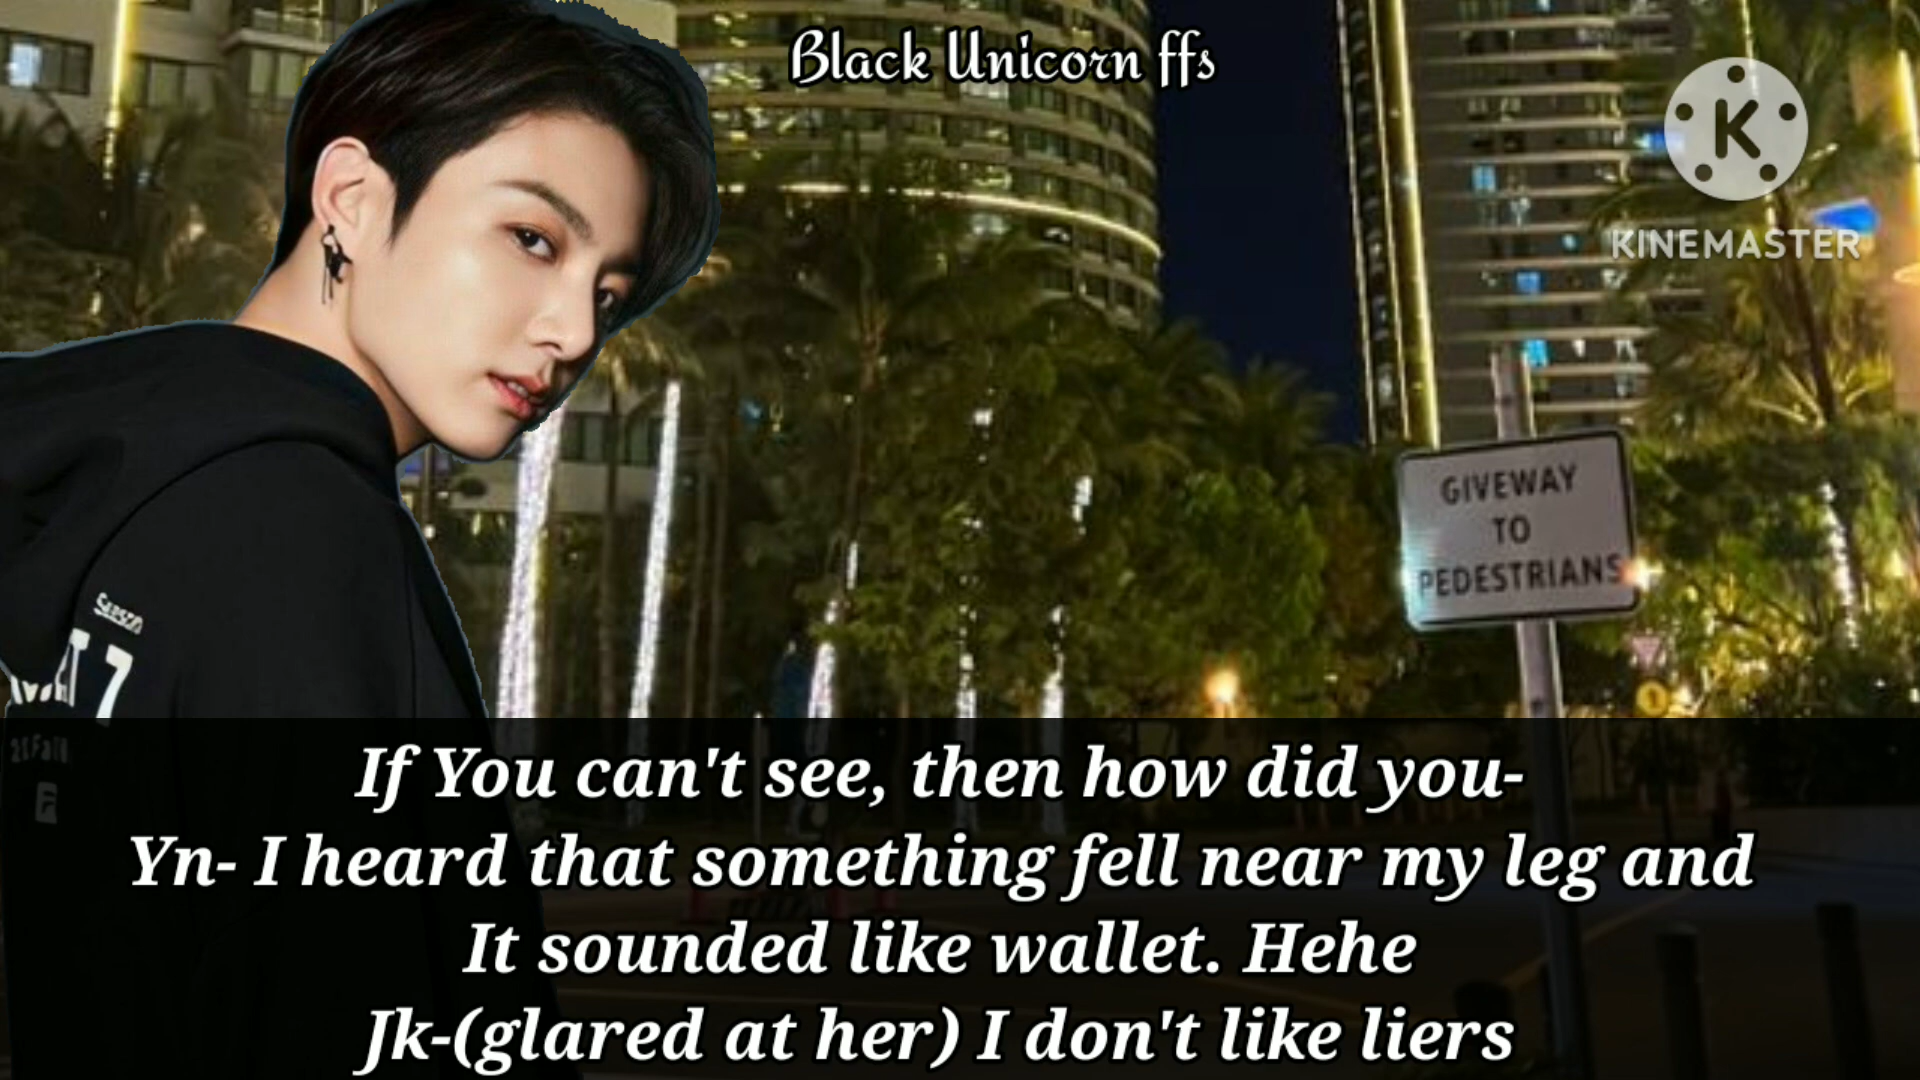 Black Unicorn ffs
K
KINEMASTER
GIVEWAY
TO
PEDESTRIANS
7
If You can't see, then how did you-
Yn- I heard that something fell near my leg and
It sounded like wallet. Hehe
Jk-(glared at her) I don't like liers